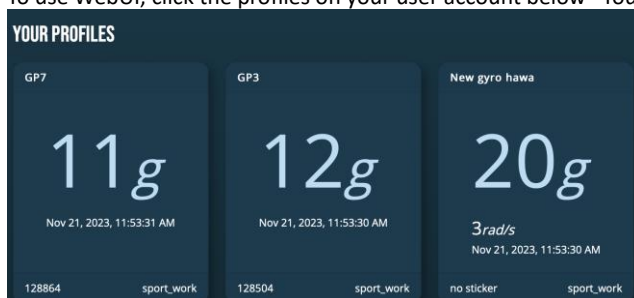 To use WebUI, click the profiles on your user account below "You
YOUR PROFILES
GP7
11g
Nov 21, 2023, 11:53:31 AM
128864 sport_work
GP3
12g
Nov 21, 2023, 11:53:30 AM
128504 sport_work
New gyro hawa
20g
3rad/s
Nov 21, 2023, 11:53:30 AM
no sticker sport_work